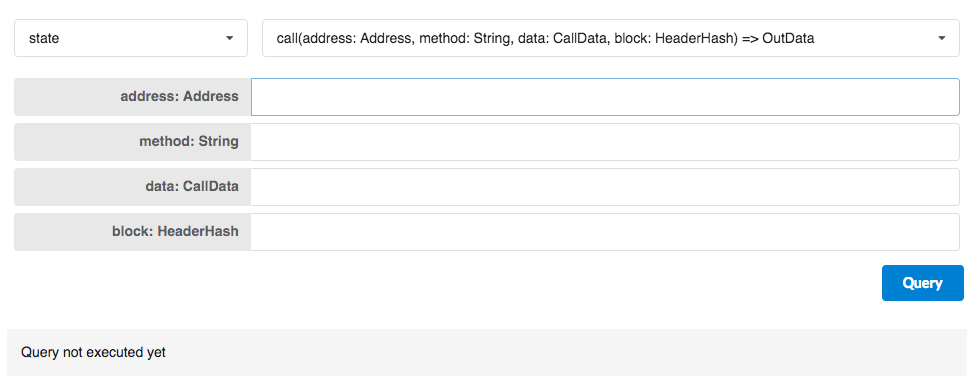 state
call(address: Address, method: String, data: CallData, block: HeaderHash) => OutData
address: Address
method: String
data: CallData
block: HeaderHash
Query
Query not executed yet